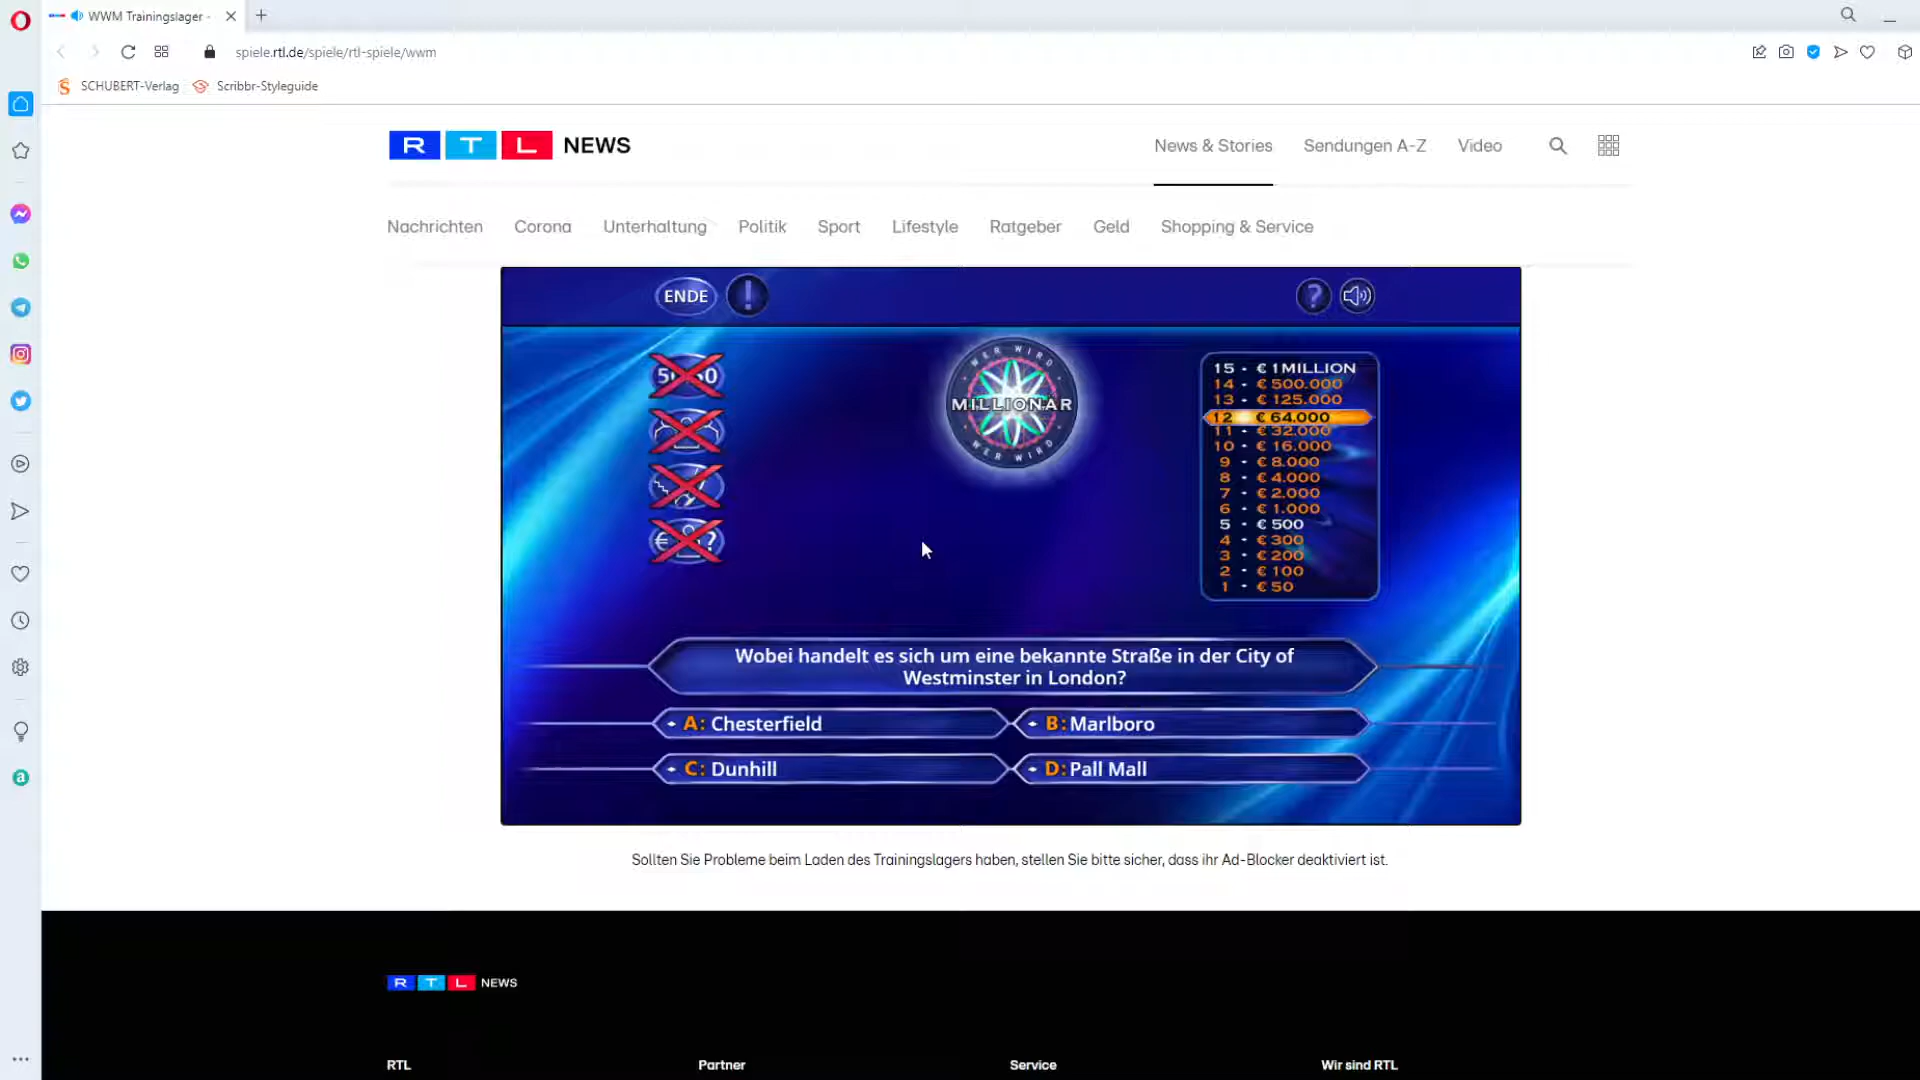 WWM Trainingslager -
spiele.rtl.de/spiele/rtl-spiele/wwm
SCHUBERT-Verlag Scribbr-Styleguide
RTL NEWS
News & Stories Sendungen A-Z Video
Nachrichten Corona Unterhaltung Politik Sport Lifestyle Ratgeber Geld Shopping & Service
ENDE ! ?
WER WIRD
MILLIONÄR
WER WIRD
15 · € 1 MILLION
14 · € 500.000
13 · € 125.000
12 · € 64.000
11 · € 32.000
10 · € 16.000
9 · € 8.000
8 · € 4.000
7 · € 2.000
6 · € 1.000
5 · € 500
4 · € 300
3 · € 200
2 · € 100
1 · € 50
€ ?
Wobei handelt es sich um eine bekannte Straße in der City of
Westminster in London?
A: Chesterfield B: Marlboro
C: Dunhill D: Pall Mall
Sollten Sie Probleme beim Laden des Trainingslagers haben, stellen Sie bitte sicher, dass ihr Ad-Blocker deaktiviert ist.
RTL NEWS
RTL Partner Service Wir sind RTL